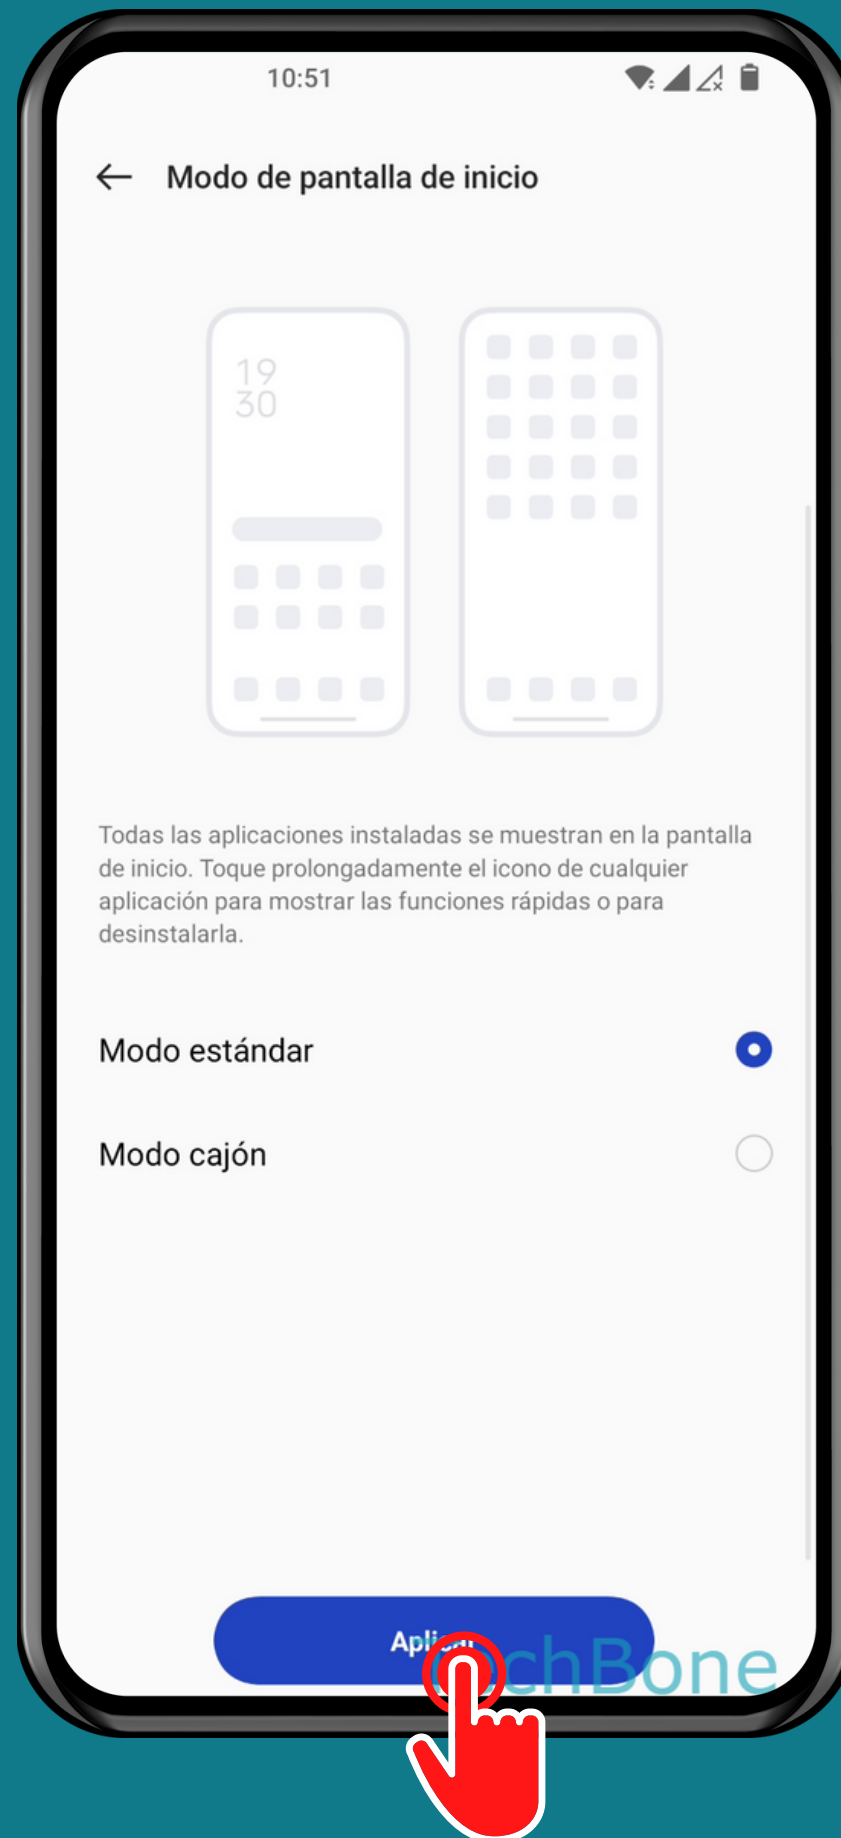 10:51
Modo de pantalla de inicio
19
30
Todas las aplicaciones instaladas se muestran en la pantalla
de inicio. Toque prolongadamente el icono de cualquier
aplicación para mostrar las funciones rápidas o para
desinstalarla.
Modo estándar
Modo cajón
Aplicar
TechBone